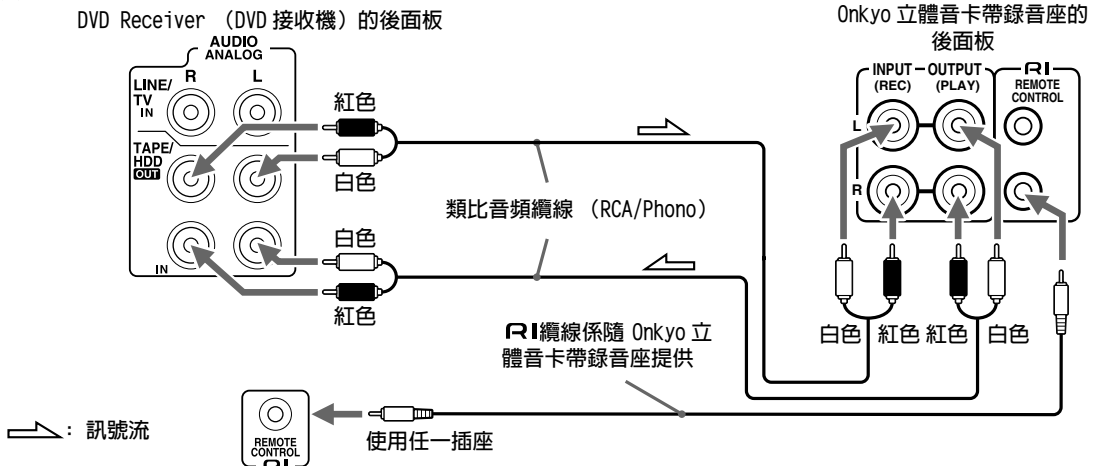 DVD Receiver （DVD 接收機）的後面板
AUDIO
ANALOG
R L
LINE/
TV
IN
TAPE/
HDD
OUT
IN
紅色
白色
白色
紅色
類比音頻纜線 （RCA/Phono）
Onkyo 立體音卡帶錄音座的
後面板
INPUT OUTPUT
(REC) (PLAY)
RI
REMOTE
CONTROL
L
R
白色 紅色 紅色 白色
RI纜線係隨 Onkyo 立
體音卡帶錄音座提供
: 訊號流
REMOTE
CONTROL
RI
使用任一插座